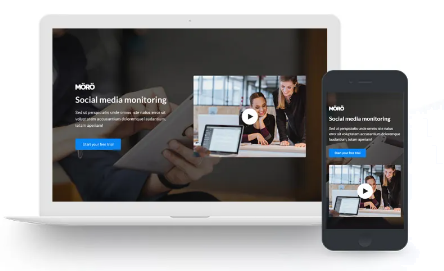 MÖRÖ
Social media monitoring
Sed ut perspiciatis unde omnis iste natus error sit
voluptatem accusantium doloremque laudantium,
totam aperiam!
Start your free trial
MÖRÖ
Social media monitoring
Sed ut perspiciatis unde omnis iste natus
error sit voluptatem accusantium doloremque
laudantium, totam aperiam!
Start your free trial